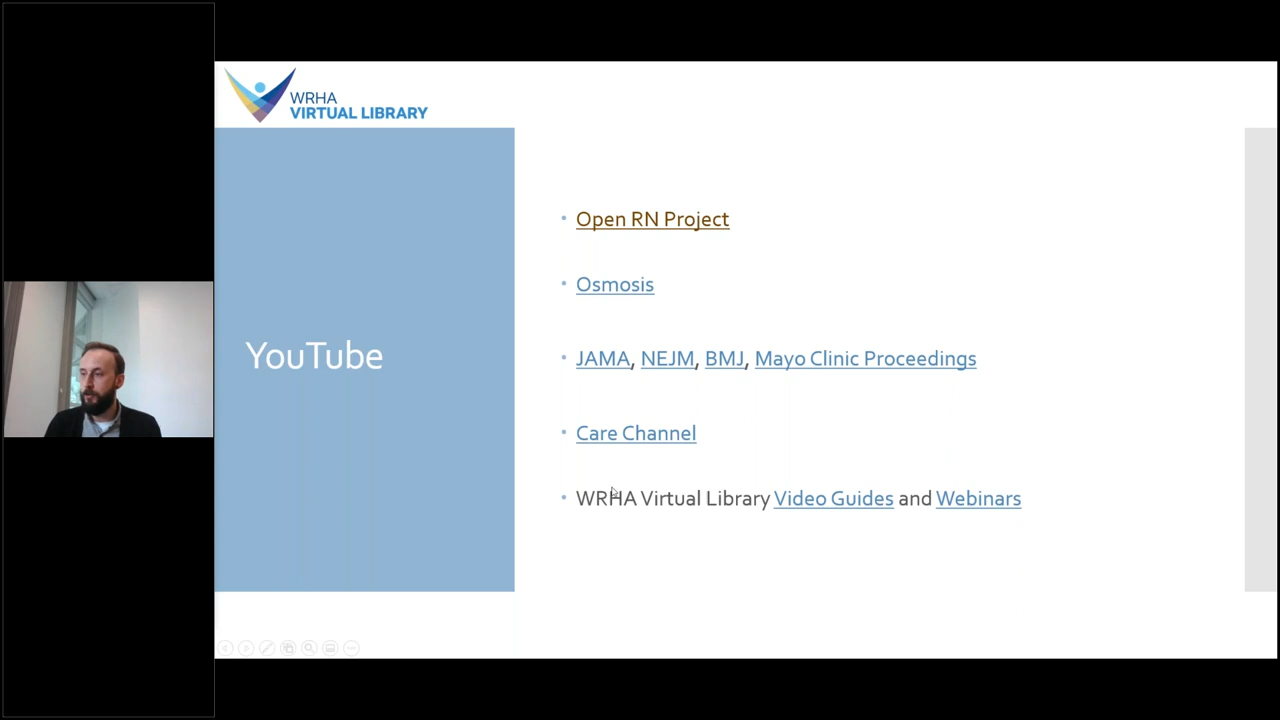 WRHA
VIRTUAL LIBRARY
YouTube
• Open RN Project
• Osmosis
• JAMA, NEJM, BMJ, Mayo Clinic Proceedings
• Care Channel
• WRHA Virtual Library Video Guides and Webinars